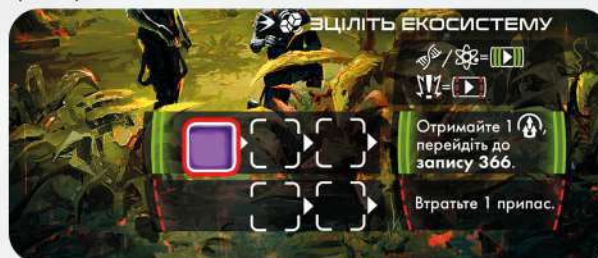 ЗЦІЛІТЬ ЕКОСИСТЕМУ
Отримайте 1
перейдіть до
запису 366.
Втратьте 1 припас.